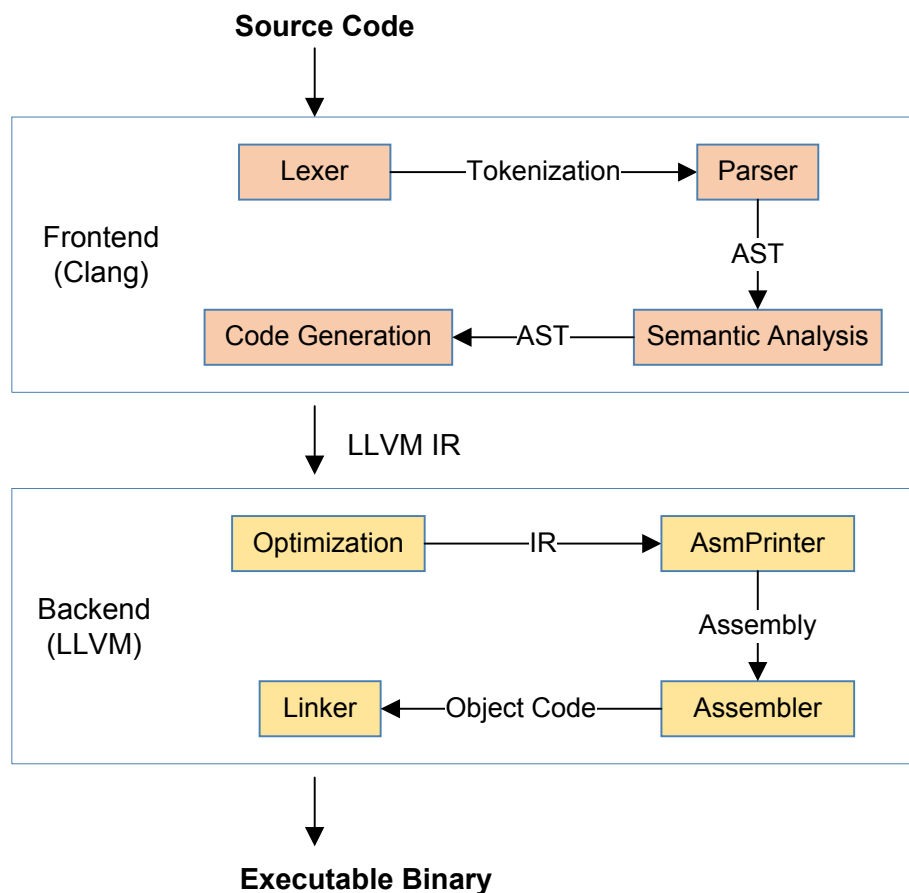 Source Code
Lexer
Tokenization
Parser
Frontend
(Clang)
AST
Code Generation
AST
Semantic Analysis
LLVM IR
Optimization
IR
AsmPrinter
Backend
(LLVM)
Assembly
Linker
Object Code
Assembler
Executable Binary